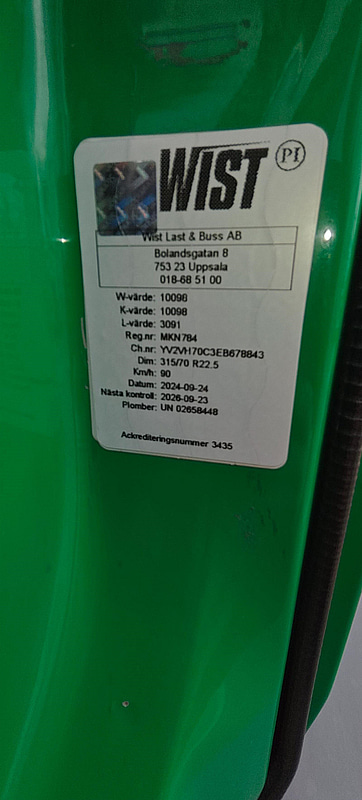 WIST PI
Wist Last & Buss AB
Bolandsgatan 8
753 23 Uppsala
018-68 51 00
W-värde: 10098
K-värde: 10098
L-värde: 3091
Reg.nr: MKN784
Ch.nr: YV2VH70C3EB678843
Dim: 315/70 R22.5
Km/h: 90
Datum: 2024-09-24
Nästa kontroll: 2026-09-23
Plomber: UN 02658448
Ackrediteringsnummer 3435